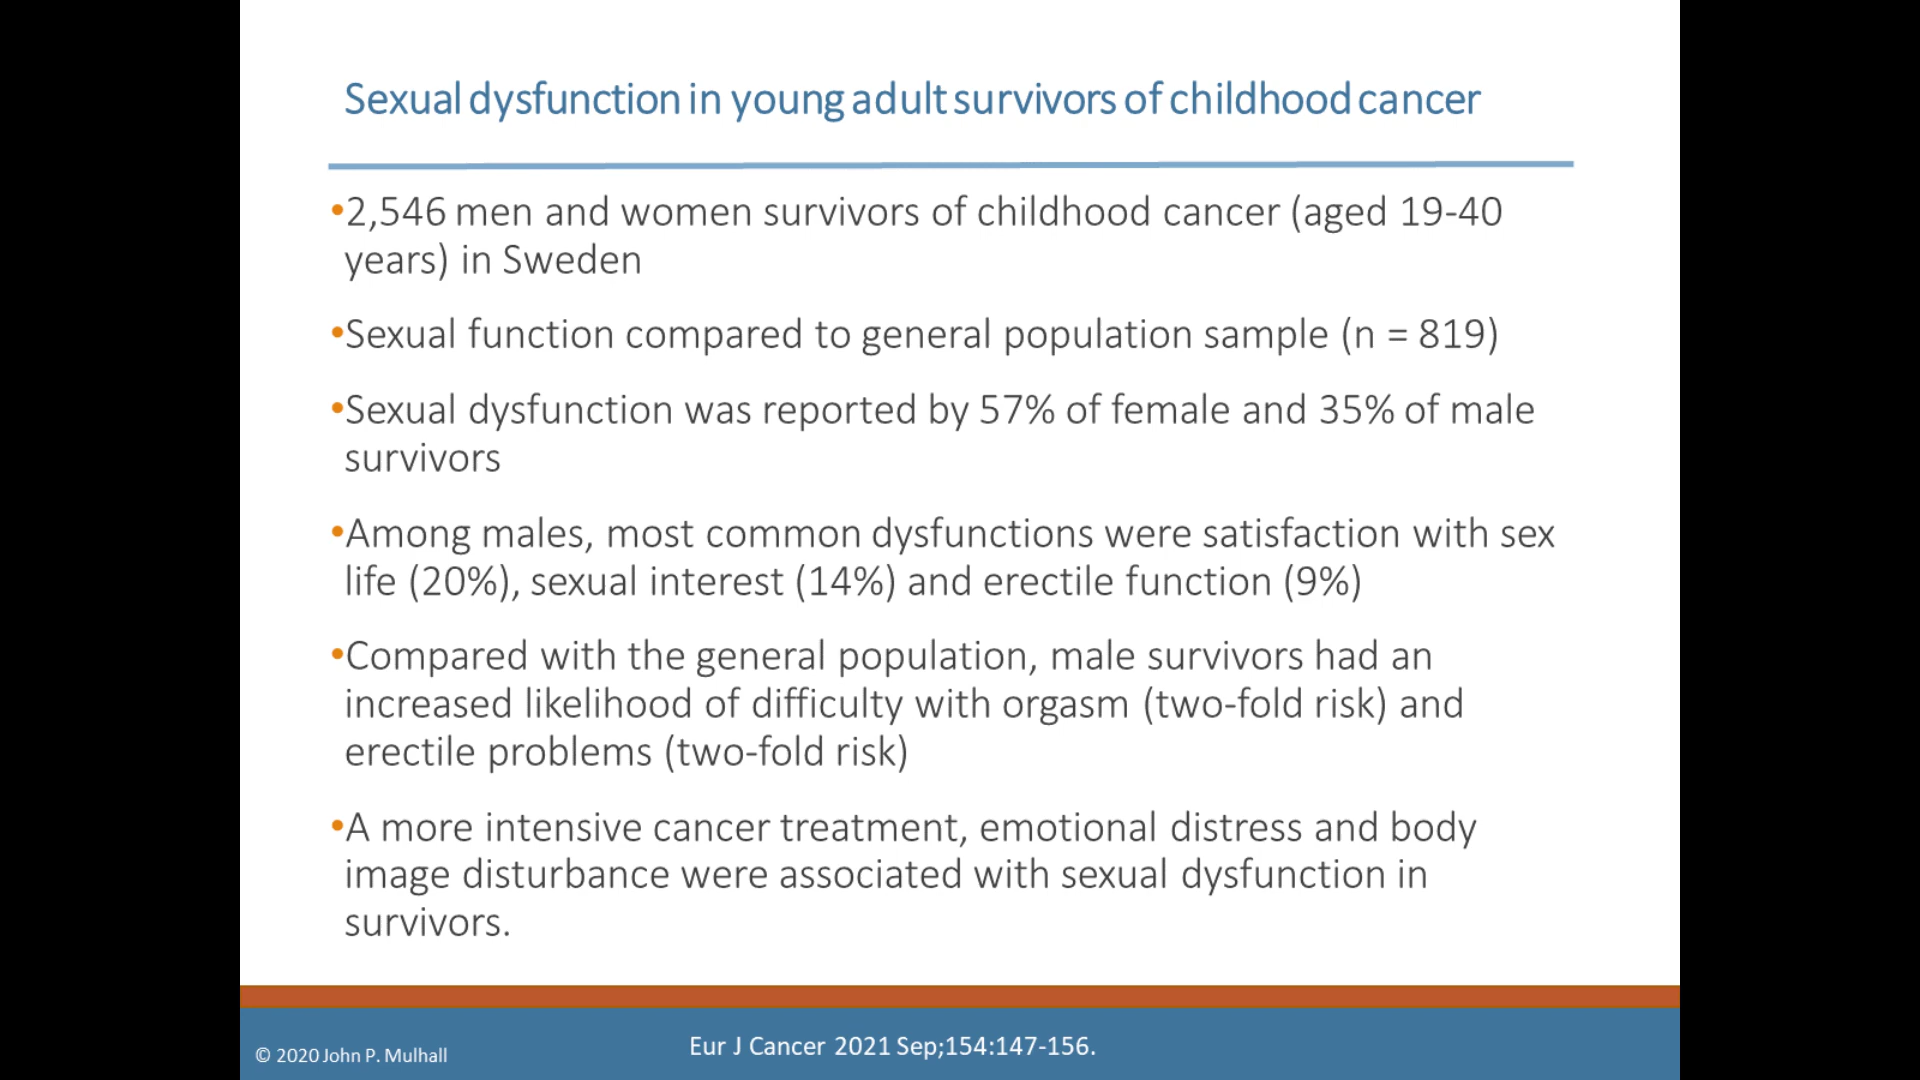 Sexual dysfunction in young adult survivors of childhood cancer
•2,546 men and women survivors of childhood cancer (aged 19-40
years) in Sweden
•Sexual function compared to general population sample (n = 819)
•Sexual dysfunction was reported by 57% of female and 35% of male
survivors
•Among males, most common dysfunctions were satisfaction with sex
life (20%), sexual interest (14%) and erectile function (9%)
•Compared with the general population, male survivors had an
increased likelihood of difficulty with orgasm (two-fold risk) and
erectile problems (two-fold risk)
•A more intensive cancer treatment, emotional distress and body
image disturbance were associated with sexual dysfunction in
survivors.
© 2020 John P. Mulhall
Eur J Cancer 2021 Sep;154:147-156.